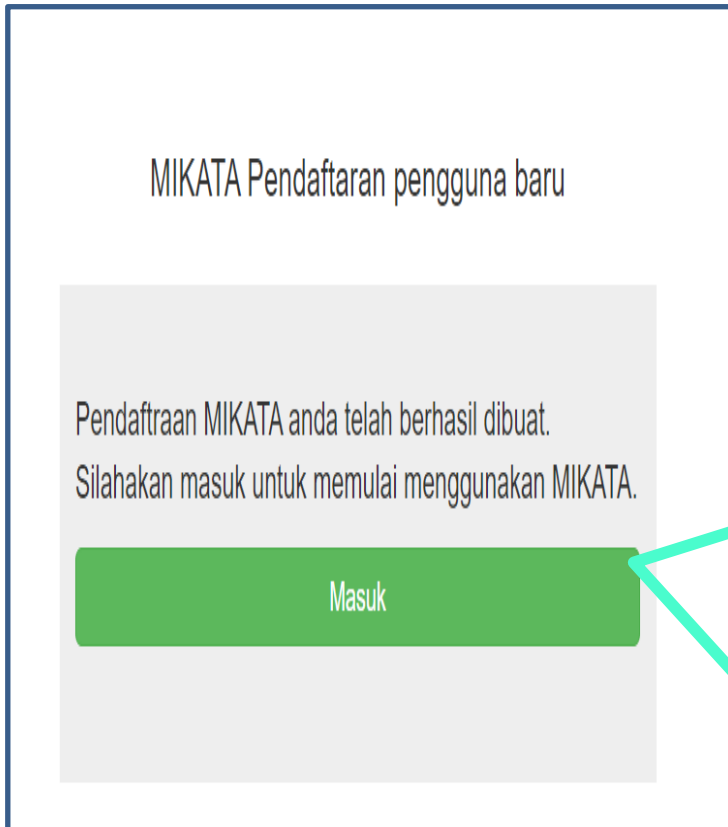 MIKATA Pendaftaran pengguna baru
Pendaftraan MIKATA anda telah berhasil dibuat.
Silahakan masuk untuk memulai menggunakan MIKATA.
Masuk